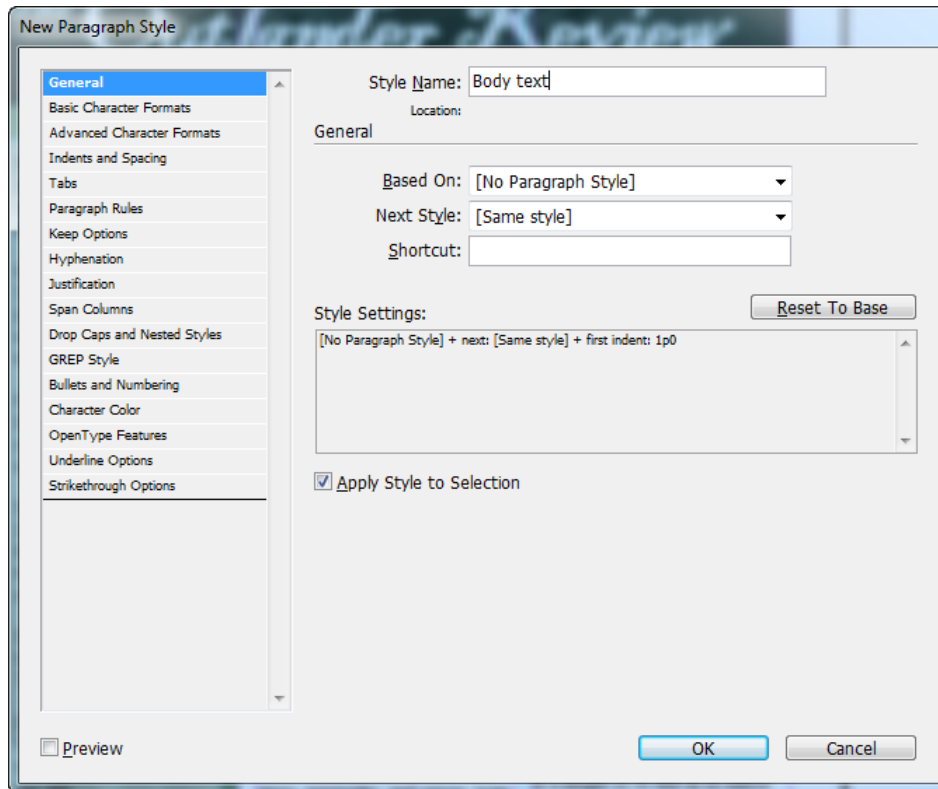 New Paragraph Style
Outlander Review
General
Basic Character Formats
Advanced Character Formats
Indents and Spacing
Tabs
Paragraph Rules
Keep Options
Hyphenation
Justification
Span Columns
Drop Caps and Nested Styles
GREP Style
Bullets and Numbering
Character Color
OpenType Features
Underline Options
Strikethrough Options
Style Name: Body text
Location:
General
Based On: [No Paragraph Style]
Next Style: [Same style]
Shortcut:
Style Settings:
Reset To Base
[No Paragraph Style] + next: [Same style] + first indent: 1p0
Apply Style to Selection
Preview
OK
Cancel